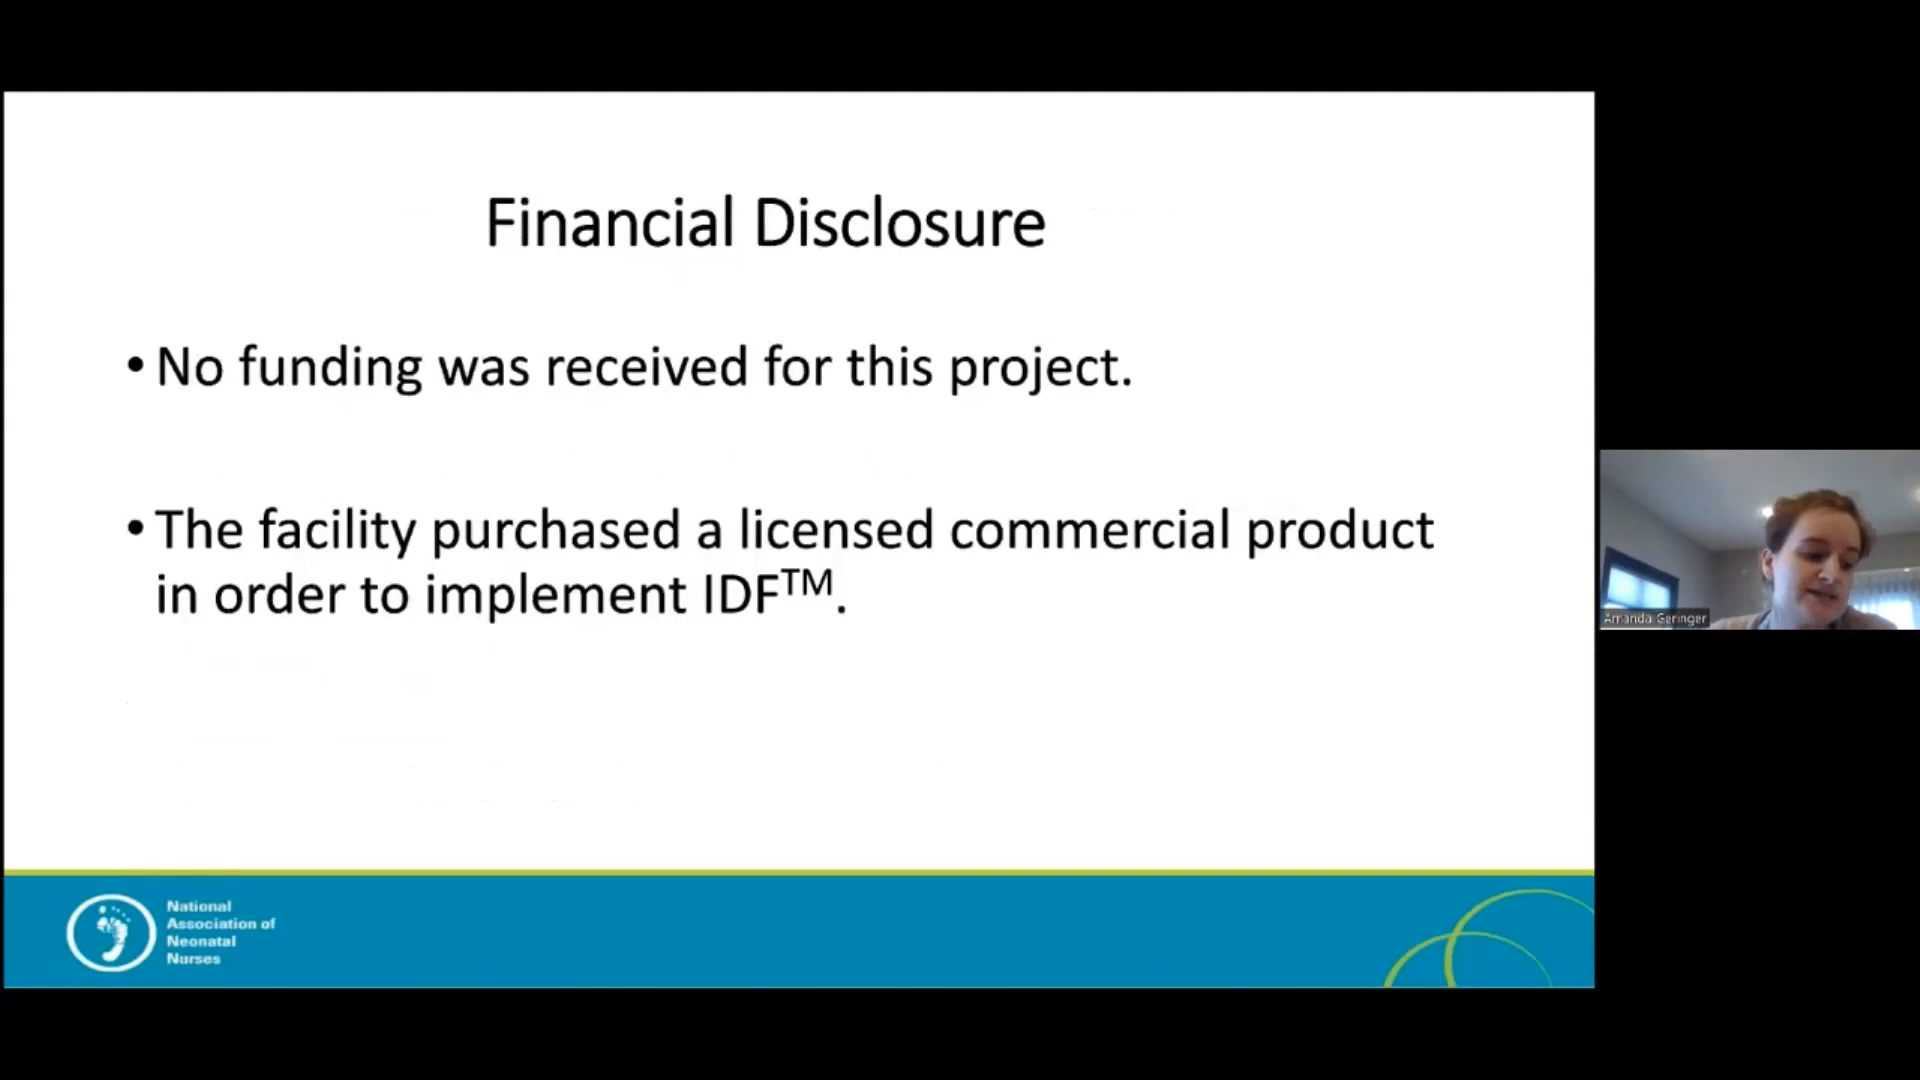 Financial Disclosure
• No funding was received for this project.
• The facility purchased a licensed commercial product
in order to implement IDF™.
Amanda Geringer
National
Association of
Neonatal
Nurses